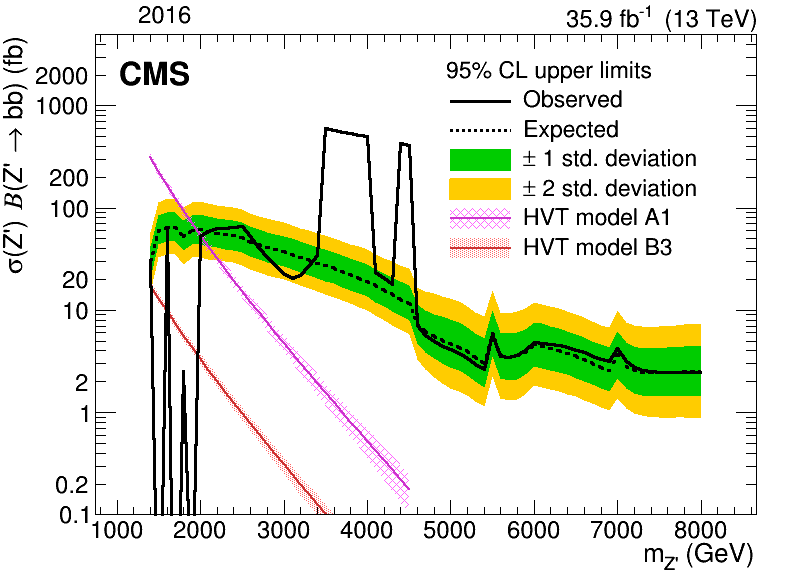 2016
35.9 fb⁻¹ (13 TeV)
σ(Z') B(Z' → bb) (fb)
CMS
95% CL upper limits
Observed
Expected
± 1 std. deviation
± 2 std. deviation
HVT model A1
HVT model B3
2000
1000
200
100
20
10
2
1
0.2
0.1
1000 2000 3000 4000 5000 6000 7000 8000
m_Z' (GeV)